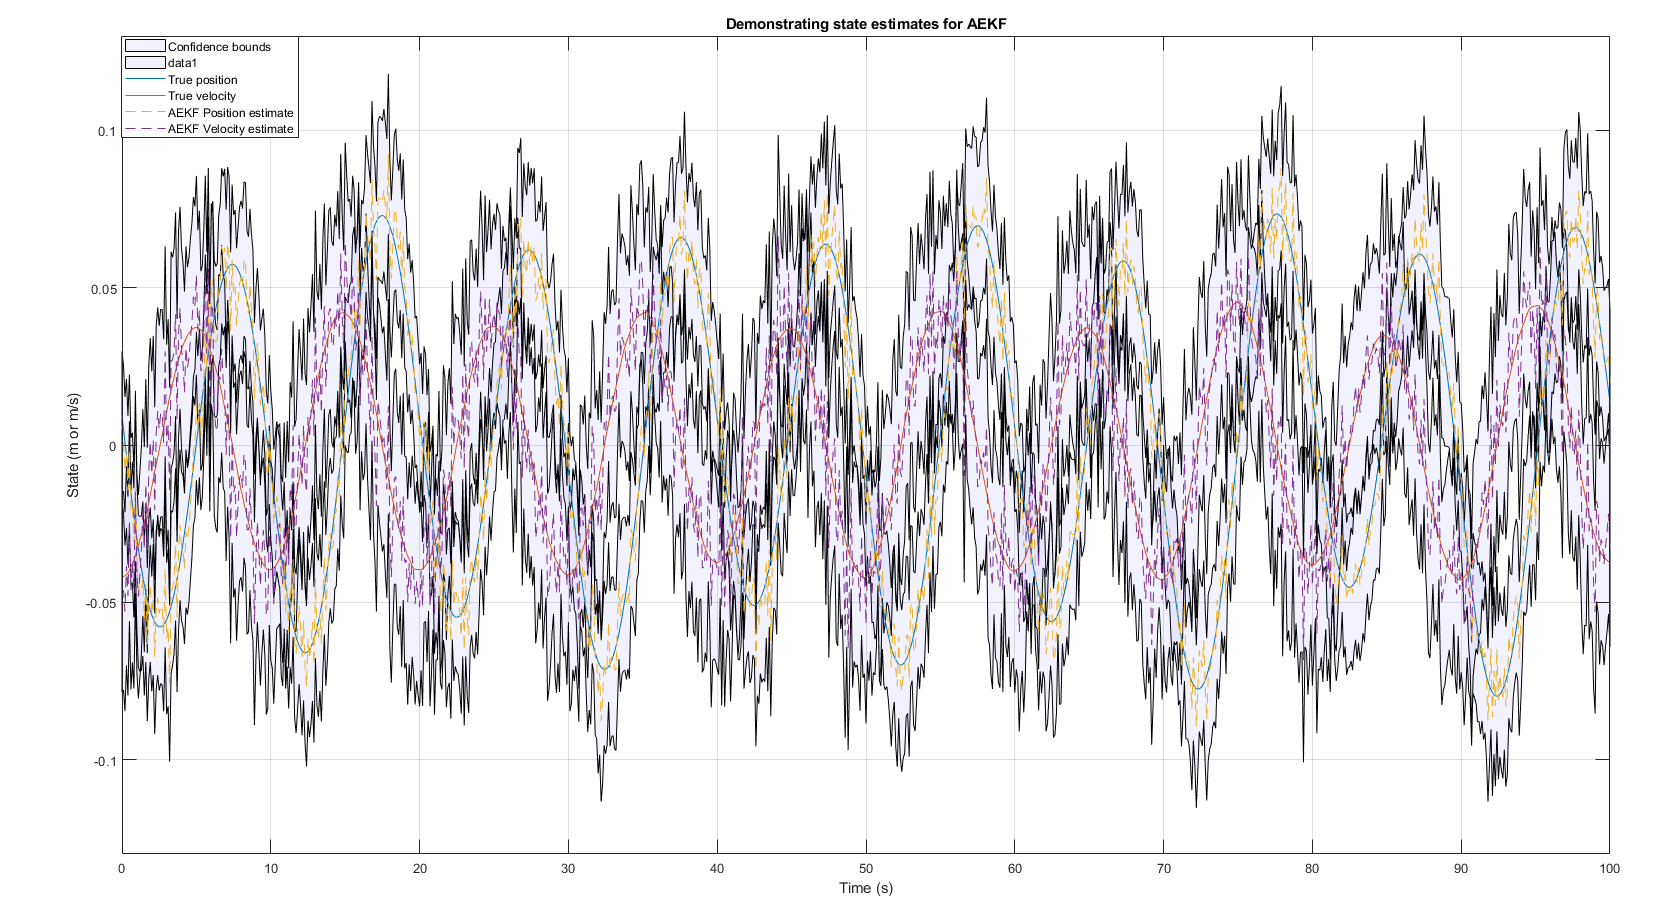 Demonstrating state estimates for AEKF
Confidence bounds
data1
True position
True velocity
AEKF Position estimate
AEKF Velocity estimate
0.1
0.05
0
-0.05
-0.1
State (m or m/s)
0 10 20 30 40 50 60 70 80 90 100
Time (s)